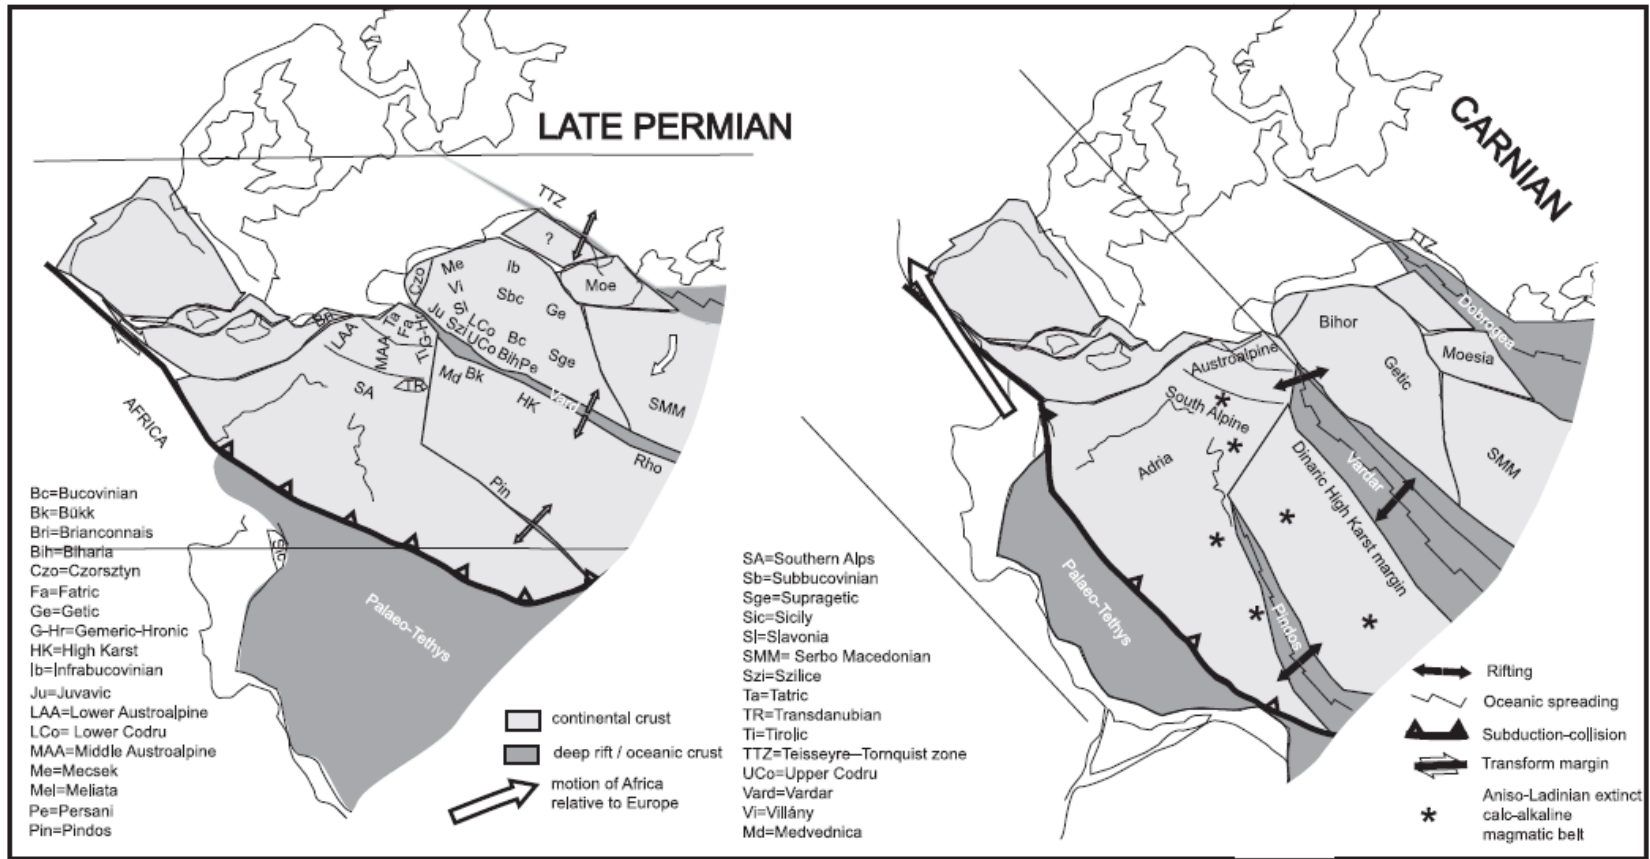 LATE PERMIAN
TTZ
?
Czo
Me
Ib
Moe
Vi
Sbc
Sl
Ge
Ju
Szi
LCo
UCo
Bc
BihPe
Sge
Bri
LAA
MAA
Ta
Fa
G-Hr
Ti
TR
SA
Md
Bk
HK
Vard
SMM
Rho
Pin
AFRICA
Sic
Palaeo-Tethys
Bc=Bucovinian
Bk=Bükk
Bri=Brianconnais
Bih=Biharia
Czo=Czorsztyn
Fa=Fatric
Ge=Getic
G-Hr=Gemeric-Hronic
HK=High Karst
Ib=Infrabucovinian
Ju=Juvavic
LAA=Lower Austroalpine
LCo= Lower Codru
MAA=Middle Austroalpine
Me=Mecsek
Mel=Meliata
Pe=Persani
Pin=Pindos
continental crust
deep rift / oceanic crust
motion of Africa
relative to Europe
SA=Southern Alps
Sb=Subbucovinian
Sge=Supragetic
Sic=Sicily
Sl=Slavonia
SMM= Serbo Macedonian
Szi=Szilice
Ta=Tatric
TR=Transdanubian
Ti=Tirolic
TTZ=Teisseyre—Tornquist zone
UCo=Upper Codru
Vard=Vardar
Vi=Villány
Md=Medvednica
CARNIAN
TTZ
Dobrogea
Bihor
Moesia
Getic
Austroalpine
South Alpine
Adria
SMM
Vardar
Dinaric High Karst margin
Pindos
Palaeo-Tethys
Rifting
Oceanic spreading
Subduction-collision
Transform margin
Aniso-Ladinian extinct
calc-alkaline
magmatic belt